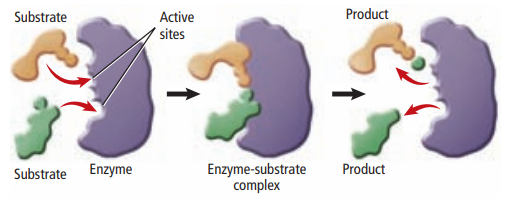 Substrate
Active
sites
Product
Substrate
Enzyme
Enzyme-substrate
complex
Product